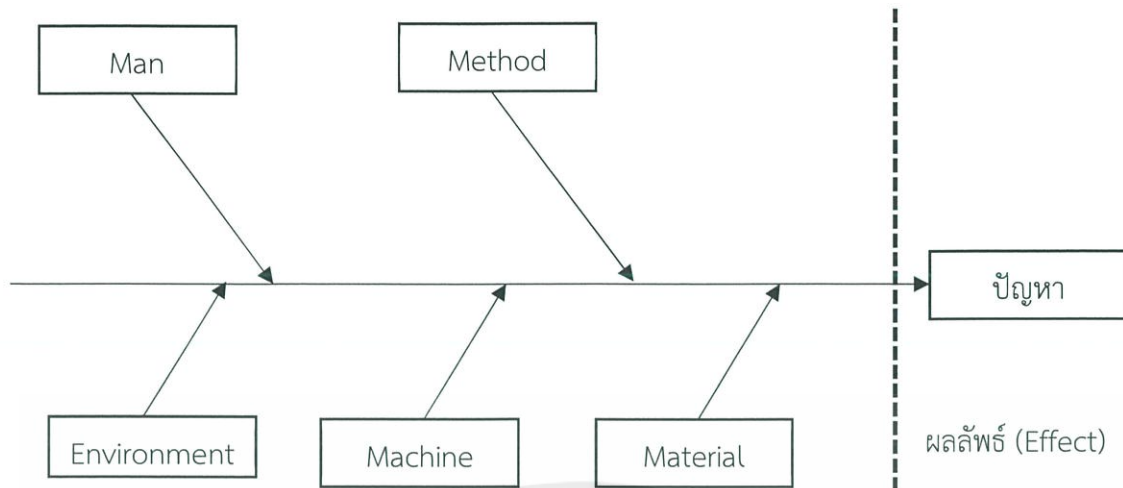 Man
Method
ปัญหา
Environment
Machine
Material
ผลลัพธ์ (Effect)